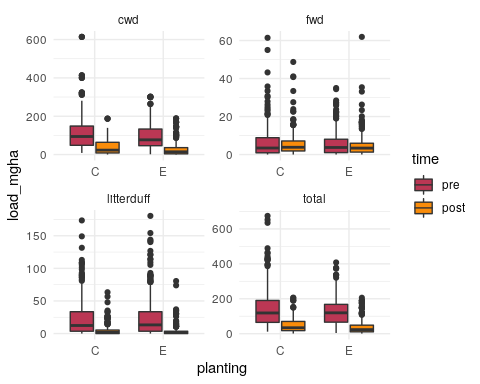 cwd
fwd
600
400
200
0
60
40
20
0
C
E
C
E
litterduff
total
150
100
50
0
600
400
200
0
C
E
C
E
planting
load_mgha
time
pre
post